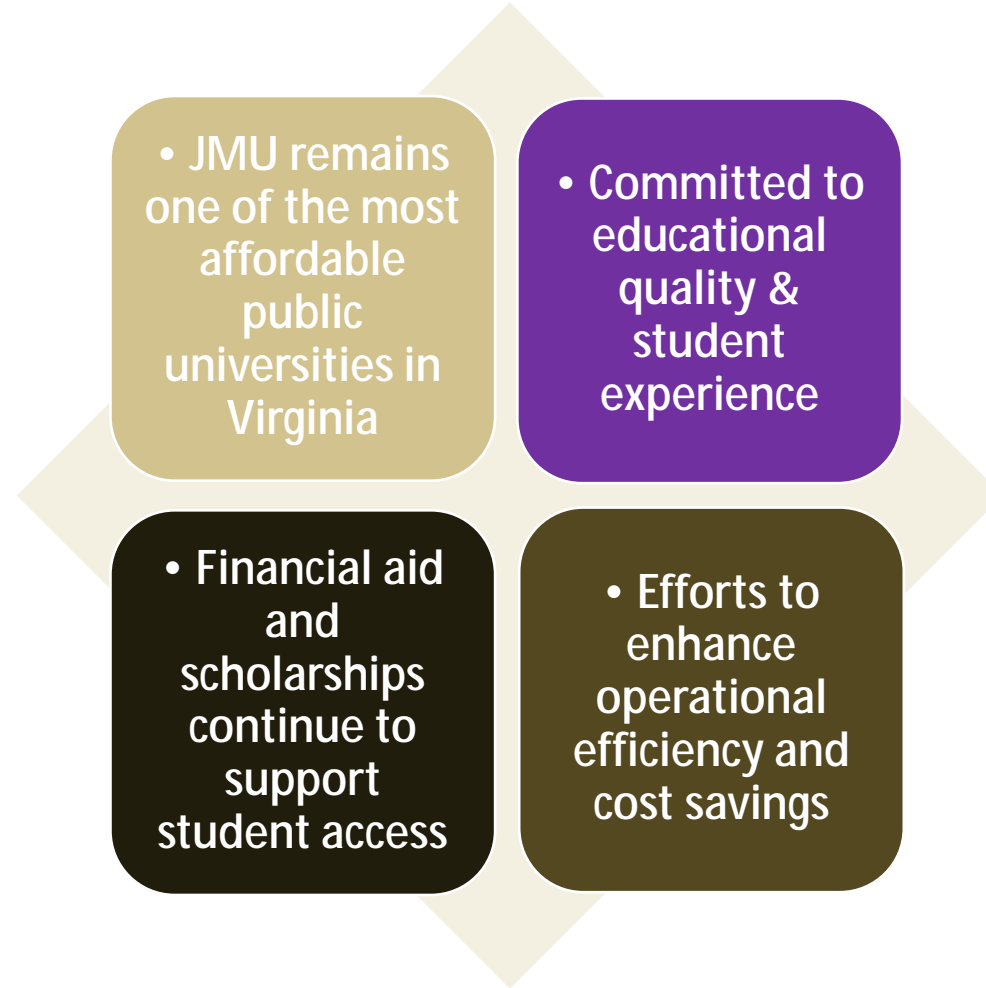 • JMU remains
one of the most
affordable
public
universities in
Virginia
• Committed to
educational
quality &
student
experience
• Financial aid
and
scholarships
continue to
support
student access
• Efforts to
enhance
operational
efficiency and
cost savings